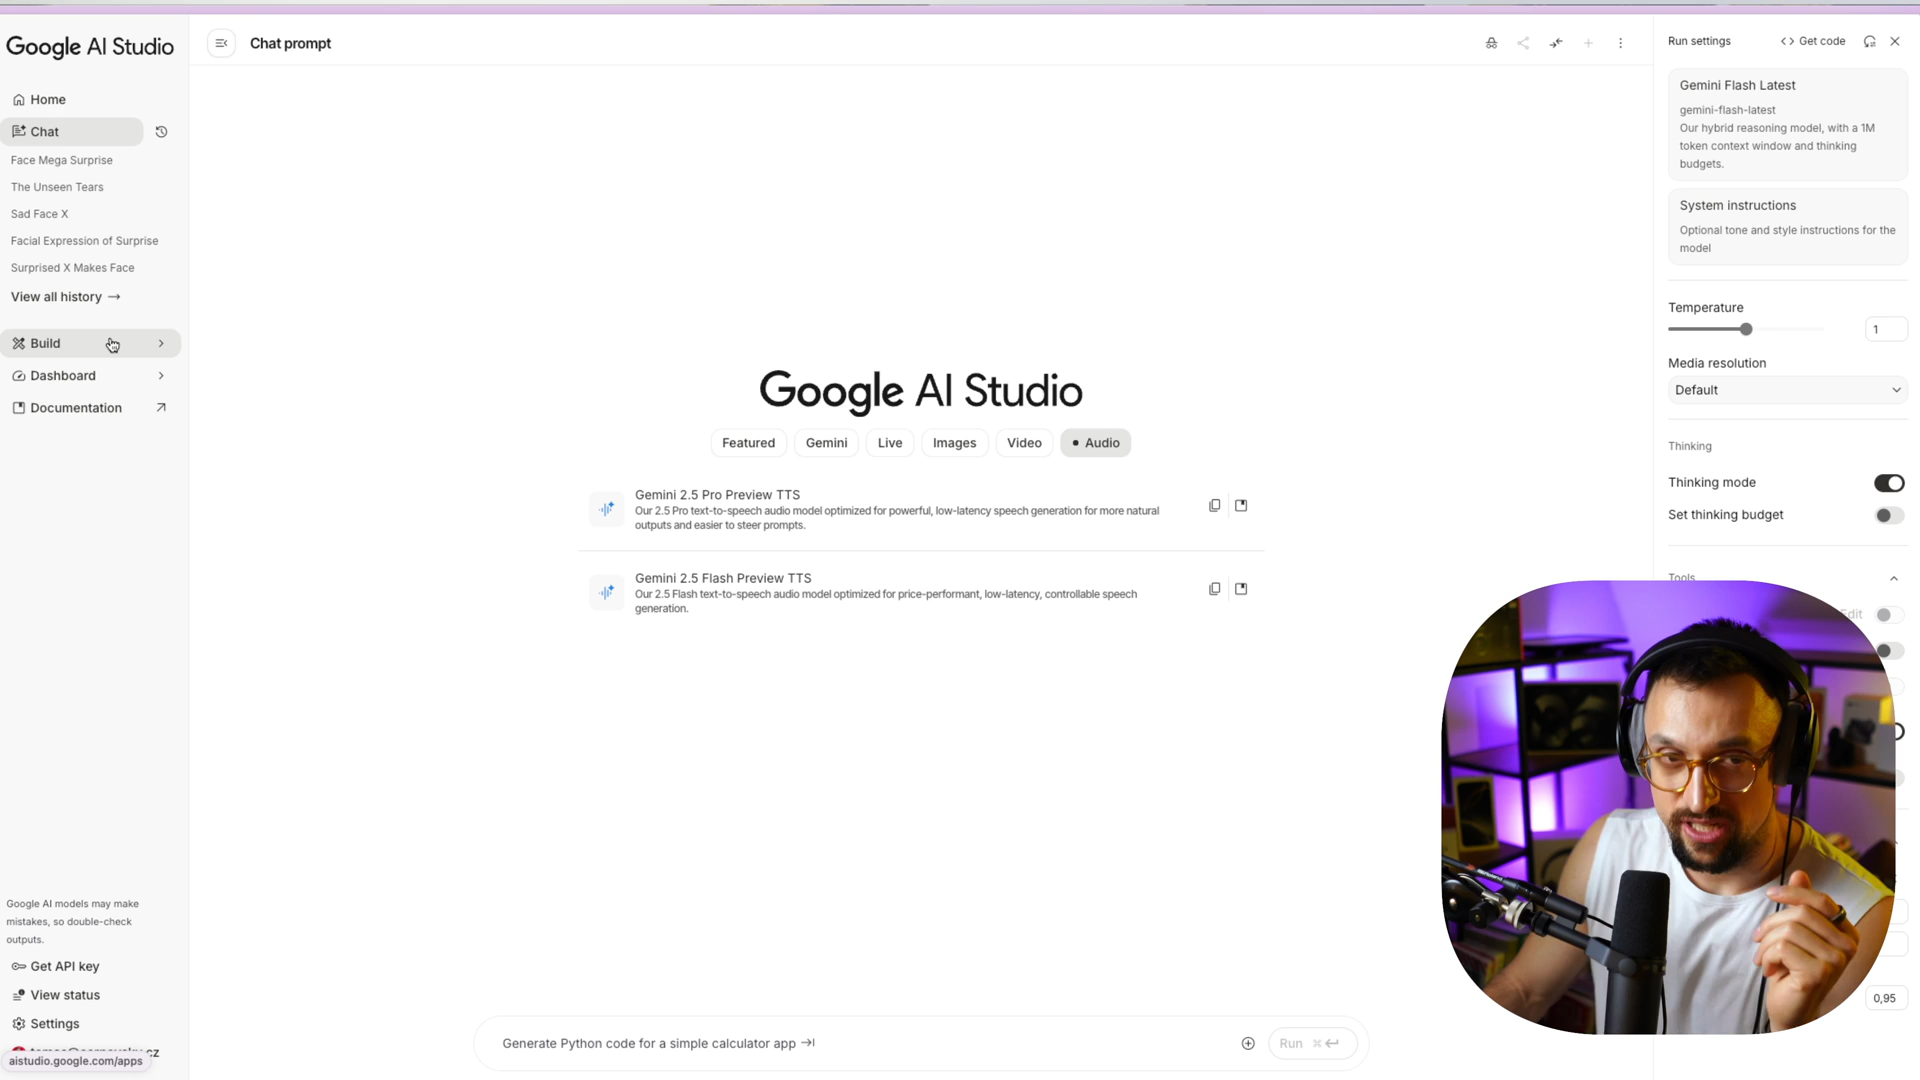 Google AI Studio
Chat prompt
Home
Chat
Face Mega Surprise
The Unseen Tears
Sad Face X
Facial Expression of Surprise
Surprised X Makes Face
View all history →
Build
Dashboard
Documentation
Google AI models may make
mistakes, so double-check
outputs.
Get API key
View status
Settings
aistudio.google.com/apps
Google AI Studio
Featured
Gemini
Live
Images
Video
• Audio
Gemini 2.5 Pro Preview TTS
Our 2.5 Pro text-to-speech audio model optimized for powerful, low-latency speech generation for more natural
outputs and easier to steer prompts.
Gemini 2.5 Flash Preview TTS
Our 2.5 Flash text-to-speech audio model optimized for price-performant, low-latency, controllable speech
generation.
Generate Python code for a simple calculator app
Run ⌘
Run settings
<> Get code
Gemini Flash Latest
gemini-flash-latest
Our hybrid reasoning model, with a 1M
token context window and thinking
budgets.
System instructions
Optional tone and style instructions for the
model
Temperature
1
Media resolution
Default
Thinking
Thinking mode
Set thinking budget
Tools
Edit
0,95